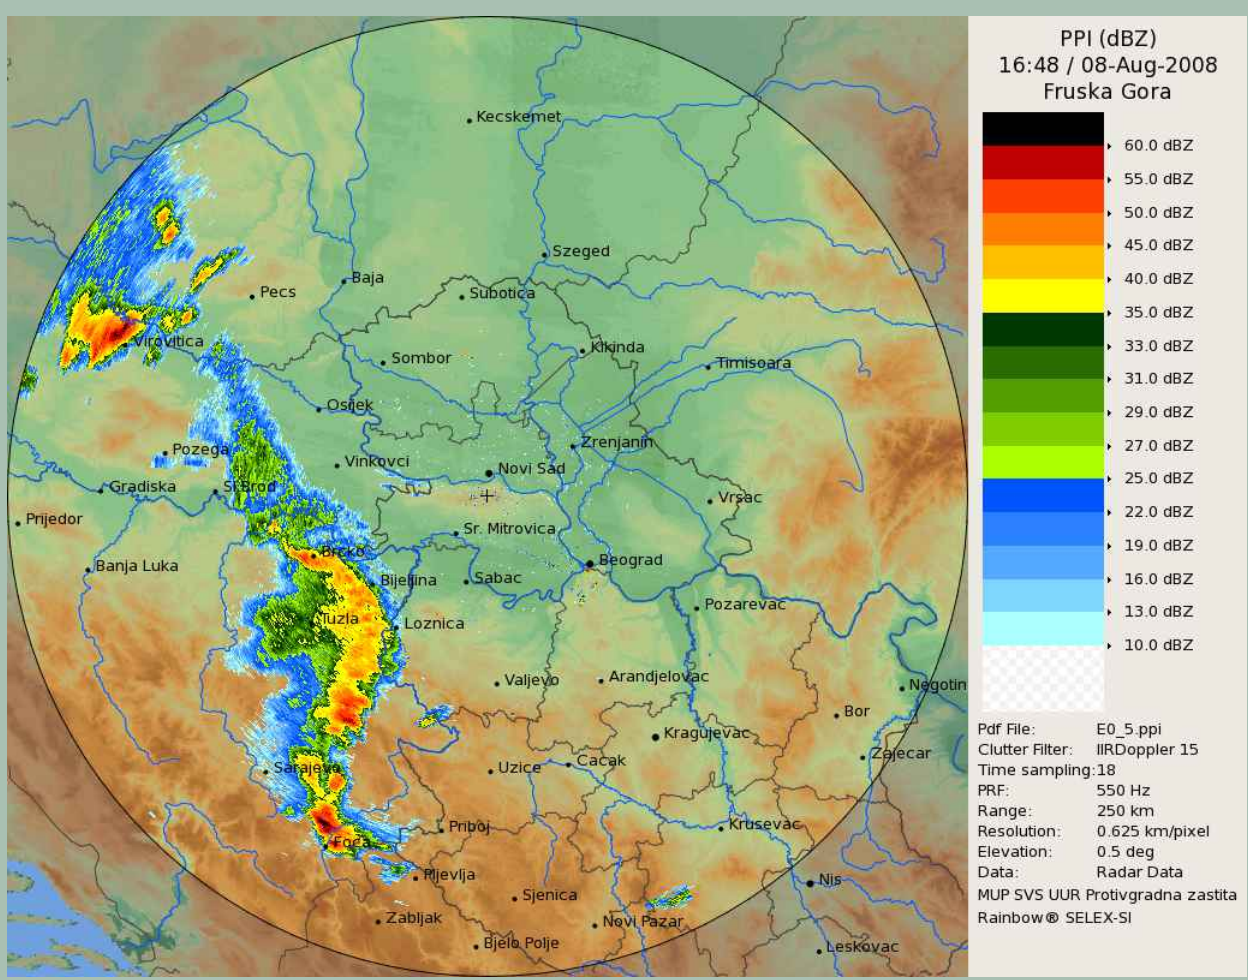 PPI (dBZ)
16:48 / 08-Aug-2008
Fruska Gora
60.0 dBZ
55.0 dBZ
50.0 dBZ
45.0 dBZ
40.0 dBZ
35.0 dBZ
33.0 dBZ
31.0 dBZ
29.0 dBZ
27.0 dBZ
25.0 dBZ
22.0 dBZ
19.0 dBZ
16.0 dBZ
13.0 dBZ
10.0 dBZ
Pdf File: E0_5.ppi
Clutter Filter: IIRDoppler 15
Time sampling:18
PRF: 550 Hz
Range: 250 km
Resolution: 0.625 km/pixel
Elevation: 0.5 deg
Data: Radar Data
MUP SVS UUR Protivgradna zastita
Rainbow® SELEX-SI
Kecskemet
Szeged
Baja
Pecs
Subotica
Virovitica
Kikinda
Sombor
Timisoara
Osijek
Zrenjanin
Pozega
Vinkovci
Novi Sad
Gradiska
Sl Brod
Vrsac
Prijedor
Sr. Mitrovica
Brcko
Beograd
Banja Luka
Bijeljina
Sabac
Pozarevac
Tuzla
Loznica
Valjevo
Arandjelovac
Negotin
Bor
Kragujevac
Zajecar
Sarajevo
Uzice
Cacak
Priboj
Krusevac
Foca
Pljevlja
Nis
Sjenica
Zabljak
Novi Pazar
Bjelo Polje
Leskovac